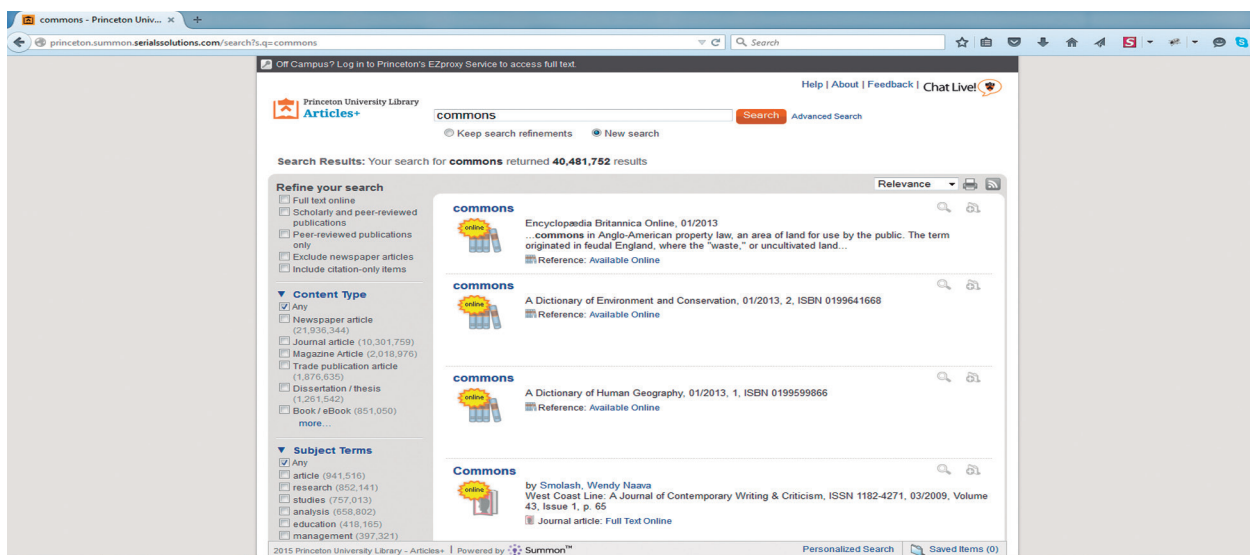 commons - Princeton Univ... × +
princeton.summon.serialssolutions.com/search?s.q=commons
Search
Off Campus? Log in to Princeton's EZproxy Service to access full text.
Help | About | Feedback | Chat Live!
Princeton University Library
Articles+
commons
Search
Advanced Search
Keep search refinements
New search
Search Results: Your search for commons returned 40,481,752 results
Relevance
Refine your search
Full text online
Scholarly and peer-reviewed
publications
Peer-reviewed publications
only
Exclude newspaper articles
Include citation-only items
Content Type
Any
Newspaper article
(21,936,344)
Journal article (10,301,759)
Magazine Article (2,018,976)
Trade publication article
(1,876,635)
Dissertation / thesis
(1,261,542)
Book / eBook (851,050)
more...
Subject Terms
Any
article (941,516)
research (852,141)
studies (757,013)
analysis (658,802)
education (418,165)
management (397,321)
commons
online
Encyclopædia Britannica Online, 01/2013
...commons in Anglo-American property law, an area of land for use by the public. The term
originated in feudal England, where the "waste," or uncultivated land...
Reference: Available Online
commons
online
A Dictionary of Environment and Conservation, 01/2013, 2, ISBN 0199641668
Reference: Available Online
commons
online
A Dictionary of Human Geography, 01/2013, 1, ISBN 0199599866
Reference: Available Online
Commons
online
by Smolash, Wendy Naava
West Coast Line: A Journal of Contemporary Writing & Criticism, ISSN 1182-4271, 03/2009, Volume
43, Issue 1, p. 65
Journal article: Full Text Online
2015 Princeton University Library - Articles+ | Powered by Summon™
Personalized Search
Saved Items (0)